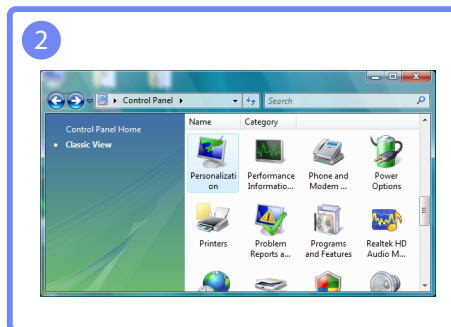 2
Control Panel
Search
Control Panel Home
Classic View
Name Category
Personalizati
on
Performance
Informatio...
Phone and
Modem ...
Power
Options
Printers
Problem
Reports a...
Programs
and Features
Realtek HD
Audio M...